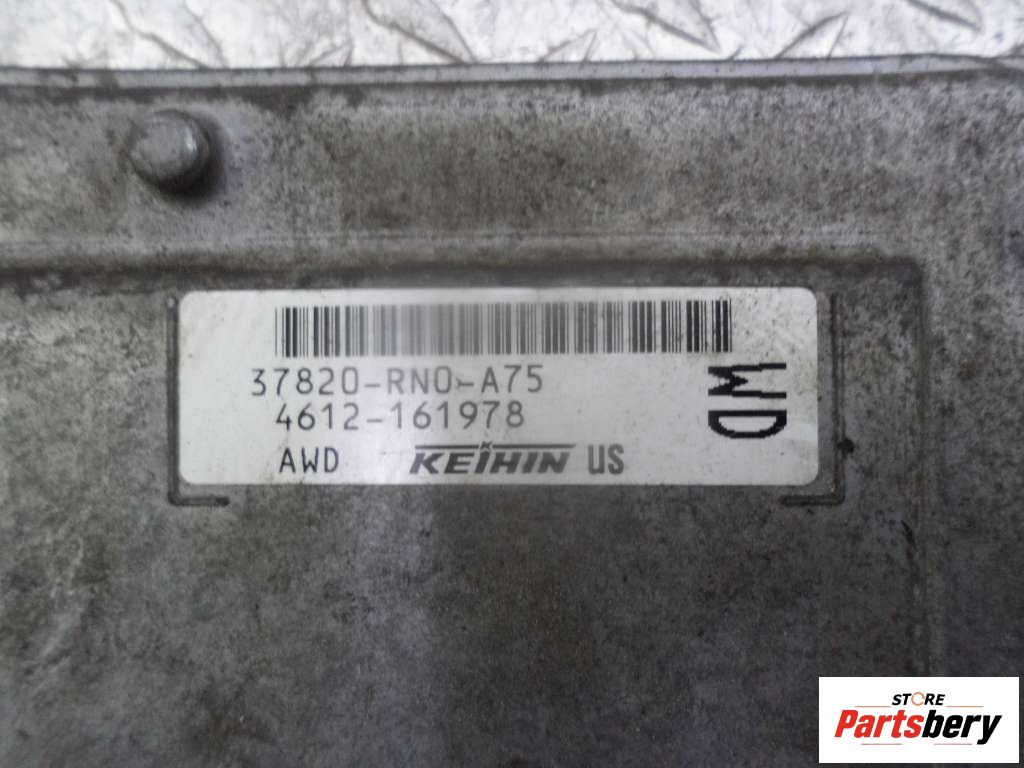 37820-RN0-A75
4612-161978
AWD KEIHIN US
WD
STORE
Partsbery